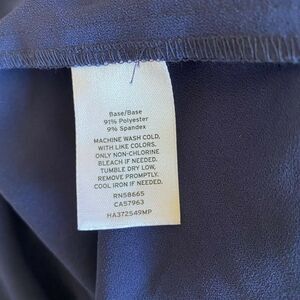 Base/Base
91% Polyester
9% Spandex
MACHINE WASH COLD,
WITH LIKE COLORS.
ONLY NON-CHLORINE
BLEACH IF NEEDED.
TUMBLE DRY LOW,
REMOVE PROMPTLY.
COOL IRON IF NEEDED.
RN58665
CA57963
HA372549MP